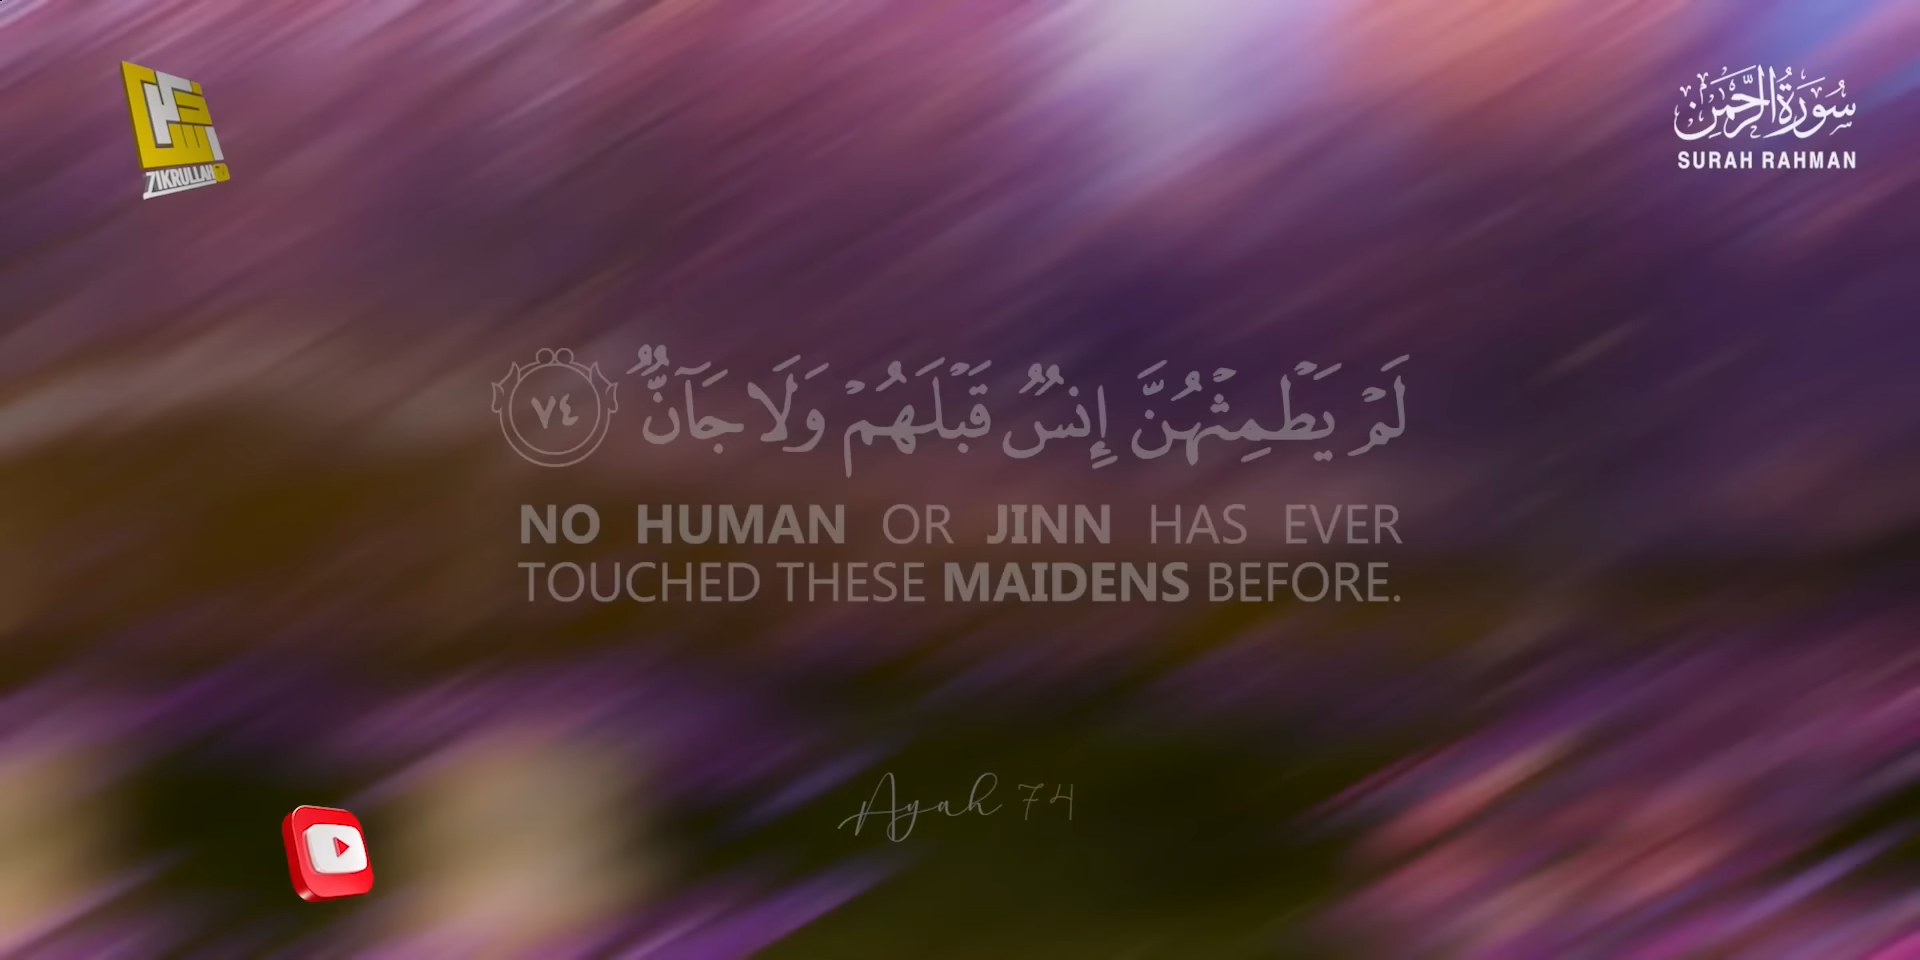 ZIKRULLAH TV
سُورَةُ الرَّحْمٰن
SURAH RAHMAN
لَمْ يَطْمِثْهُنَّ إِنسٌ قَبْلَهُمْ وَلَا جَآنٌّ ٧٤
NO HUMAN OR JINN HAS EVER
TOUCHED THESE MAIDENS BEFORE.
Ayah 74